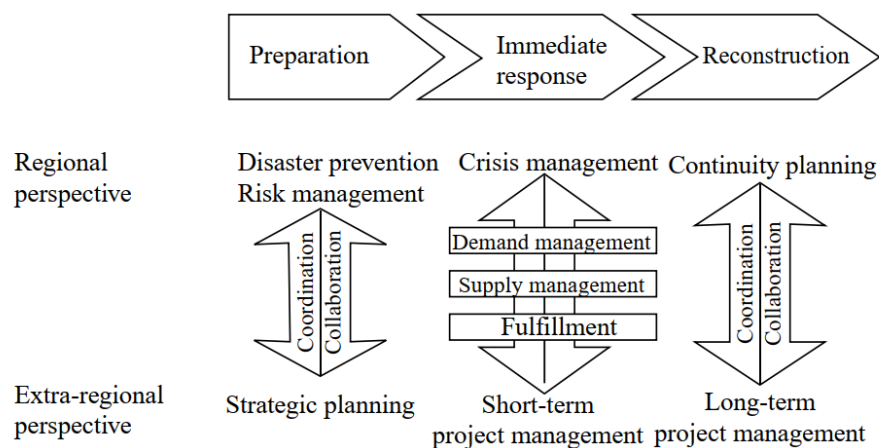 Preparation
Immediate
response
Reconstruction
Regional
perspective
Disaster prevention
Risk management
Crisis management
Continuity planning
Coordination
Collaboration
Demand management
Supply management
Fulfillment
Coordination
Collaboration
Extra-regional
perspective
Strategic planning
Short-term
project management
Long-term
project management